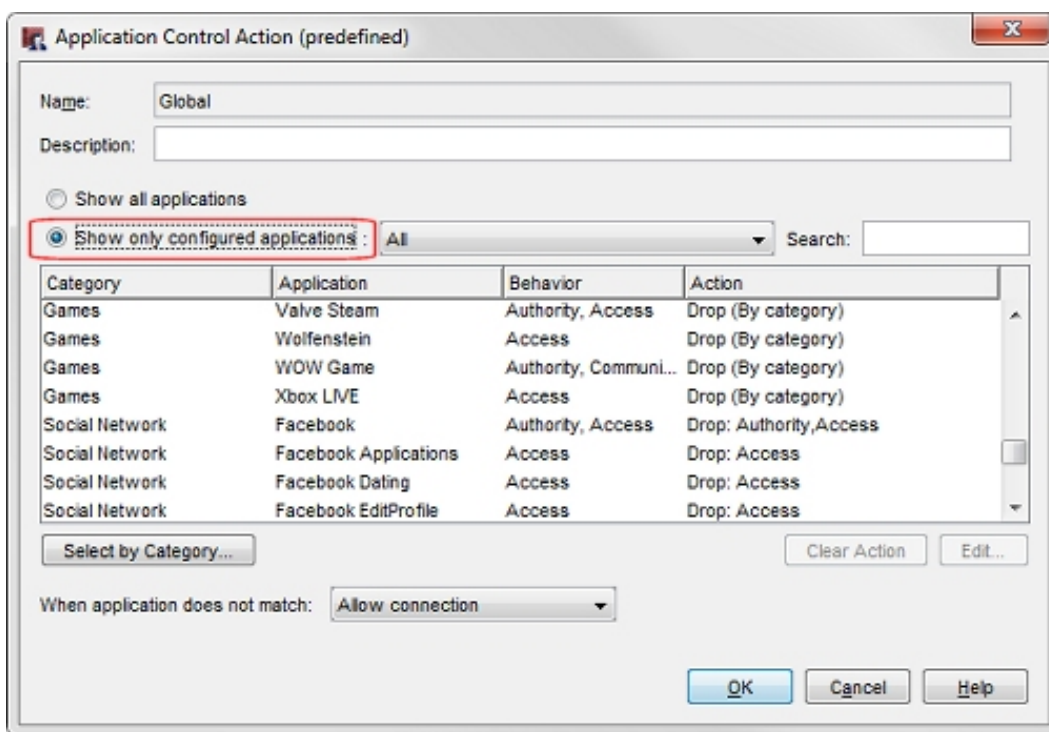 Application Control Action (predefined)
Name: Global
Description:
Show all applications
Show only configured applications : All Search:
Category Application Behavior Action
Games Valve Steam Authority, Access Drop (By category)
Games Wolfenstein Access Drop (By category)
Games WOW Game Authority, Communi... Drop (By category)
Games Xbox LIVE Access Drop (By category)
Social Network Facebook Authority, Access Drop: Authority,Access
Social Network Facebook Applications Access Drop: Access
Social Network Facebook Dating Access Drop: Access
Social Network Facebook EditProfile Access Drop: Access
Select by Category... Clear Action Edit...
When application does not match: Allow connection
OK Cancel Help